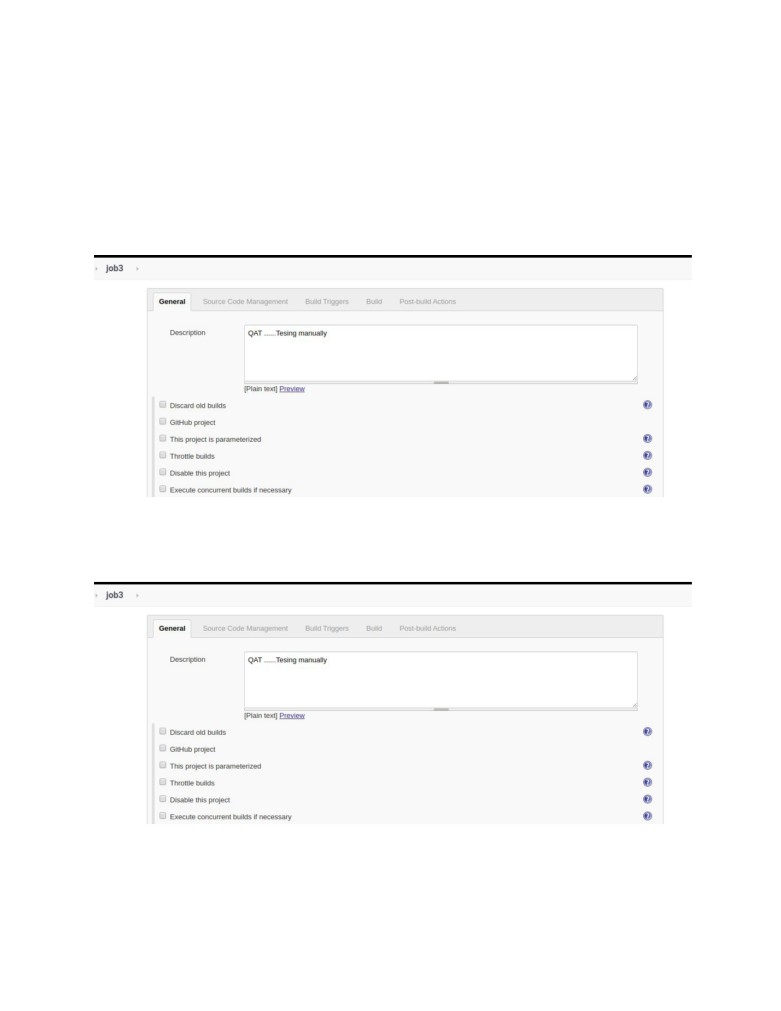 job3
General Source Code Management Build Triggers Build Post-build Actions
Description QAT ......Tesing manually
[Plain text] Preview
Discard old builds
GitHub project
This project is parameterized
Throttle builds
Disable this project
Execute concurrent builds if necessary
job3
General Source Code Management Build Triggers Build Post-build Actions
Description QAT ......Tesing manually
[Plain text] Preview
Discard old builds
GitHub project
This project is parameterized
Throttle builds
Disable this project
Execute concurrent builds if necessary